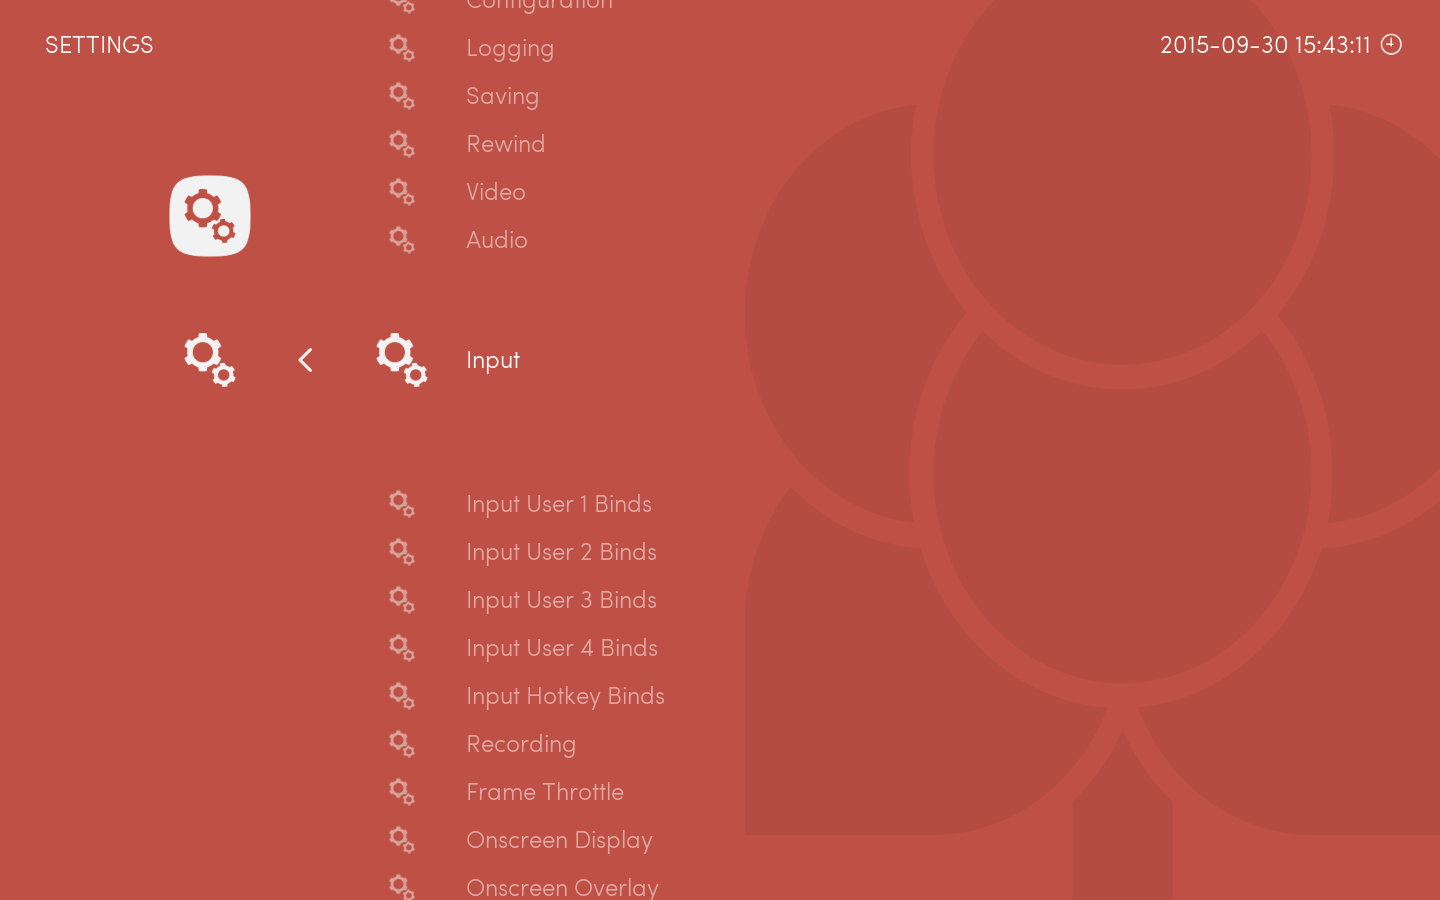 Configuration
SETTINGS
2015-09-30 15:43:11
Logging
Saving
Rewind
Video
Audio
Input
Input User 1 Binds
Input User 2 Binds
Input User 3 Binds
Input User 4 Binds
Input Hotkey Binds
Recording
Frame Throttle
Onscreen Display
Onscreen Overlay